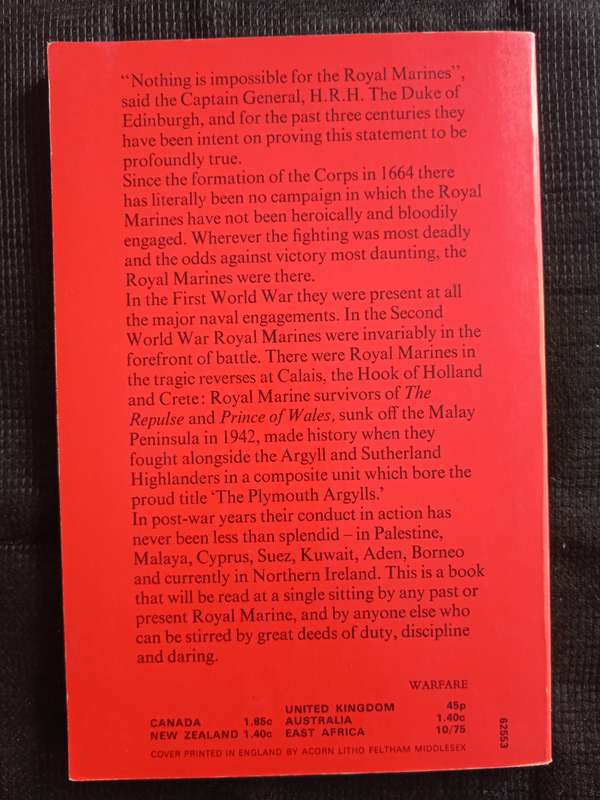 “Nothing is impossible for the Royal Marines”,
said the Captain General, H.R.H. The Duke of
Edinburgh, and for the past three centuries they
have been intent on proving this statement to be
profoundly true.
Since the formation of the Corps in 1664 there
has literally been no campaign in which the Royal
Marines have not been heroically and bloodily
engaged. Wherever the fighting was most deadly
and the odds against victory most daunting, the
Royal Marines were there.
In the First World War they were present at all
the major naval engagements. In the Second
World War Royal Marines were invariably in the
forefront of battle. There were Royal Marines in
the tragic reverses at Calais, the Hook of Holland
and Crete: Royal Marine survivors of The
Repulse and Prince of Wales, sunk off the Malay
Peninsula in 1942, made history when they
fought alongside the Argyll and Sutherland
Highlanders in a composite unit which bore the
proud title ‘The Plymouth Argylls.’
In post-war years their conduct in action has
never been less than splendid – in Palestine,
Malaya, Cyprus, Suez, Kuwait, Aden, Borneo
and currently in Northern Ireland. This is a book
that will be read at a single sitting by any past or
present Royal Marine, and by anyone else who
can be stirred by great deeds of duty, discipline
and daring.
WARFARE
UNITED KINGDOM 45p
CANADA 1.85c AUSTRALIA 1.40c
NEW ZEALAND 1.40c EAST AFRICA 10/75
COVER PRINTED IN ENGLAND BY ACORN LITHO FELTHAM MIDDLESEX
62553